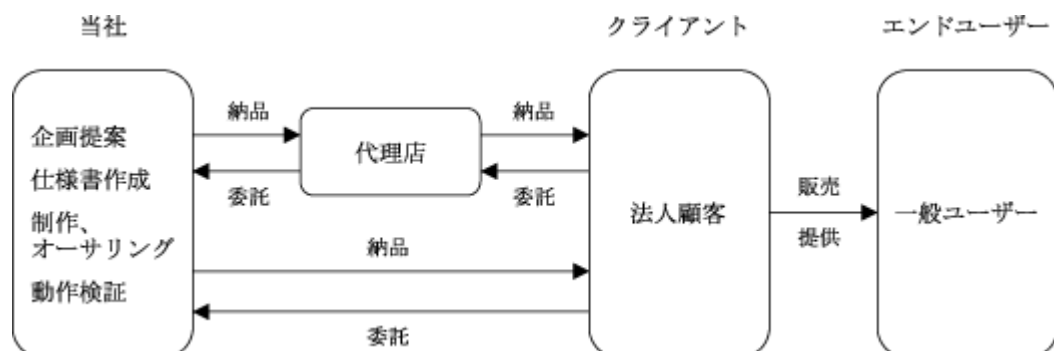 当社
クライアント
エンドユーザー
企画提案
仕様書作成
制作、
オーサリング
動作検証
納品
委託
代理店
納品
委託
納品
委託
法人顧客
販売
提供
一般ユーザー